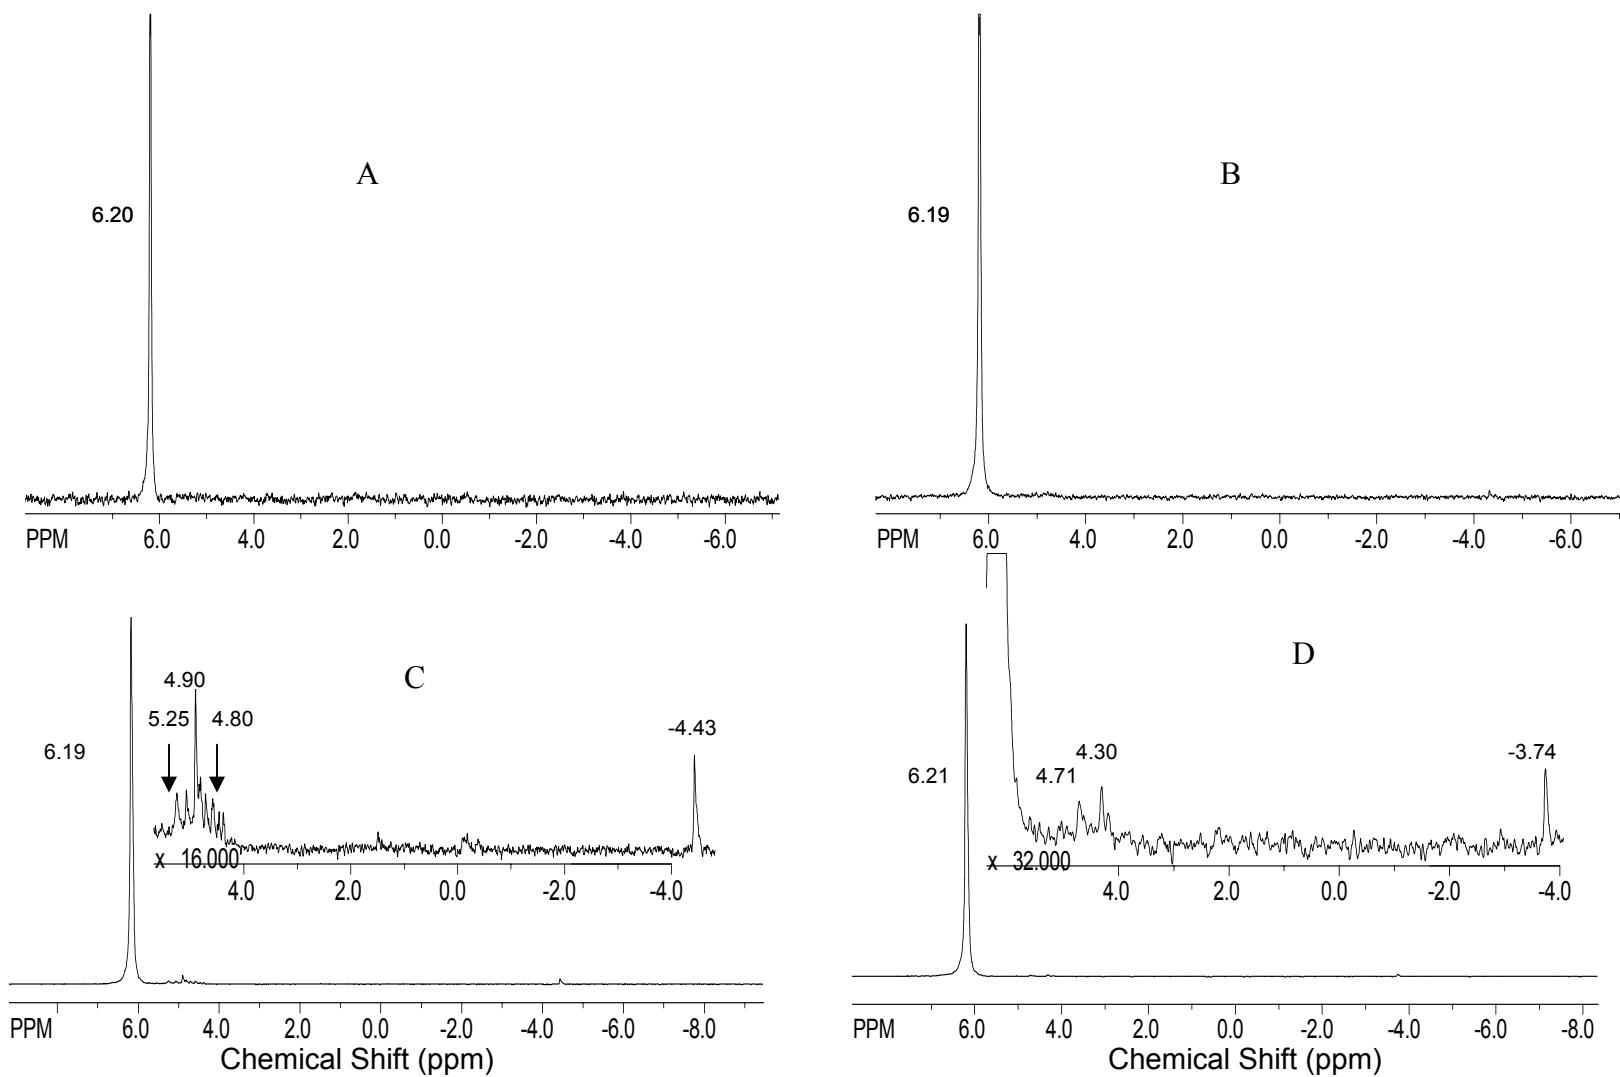 A
6.20
PPM 6.0 4.0 2.0 0.0 -2.0 -4.0 -6.0
B
6.19
PPM 6.0 4.0 2.0 0.0 -2.0 -4.0 -6.0
C
4.90
5.25 4.80
-4.43
6.19
x 16.000
4.0 2.0 0.0 -2.0 -4.0
PPM 6.0 4.0 2.0 0.0 -2.0 -4.0 -6.0 -8.0
Chemical Shift (ppm)
D
4.30
-3.74
4.71
6.21
x 32.000
4.0 2.0 0.0 -2.0 -4.0
PPM 6.0 4.0 2.0 0.0 -2.0 -4.0 -6.0 -8.0
Chemical Shift (ppm)